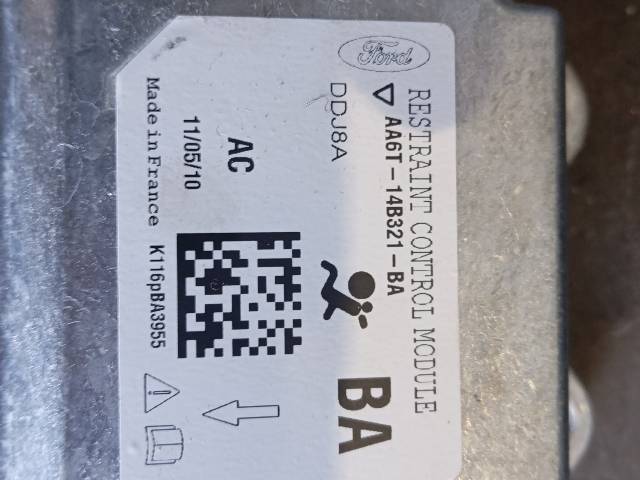 Ford
RESTRAINT CONTROL MODULE
AA6T-14B321-BA
DDJ8A
BA
AC
11/05/10
Made in France K116pBA3955